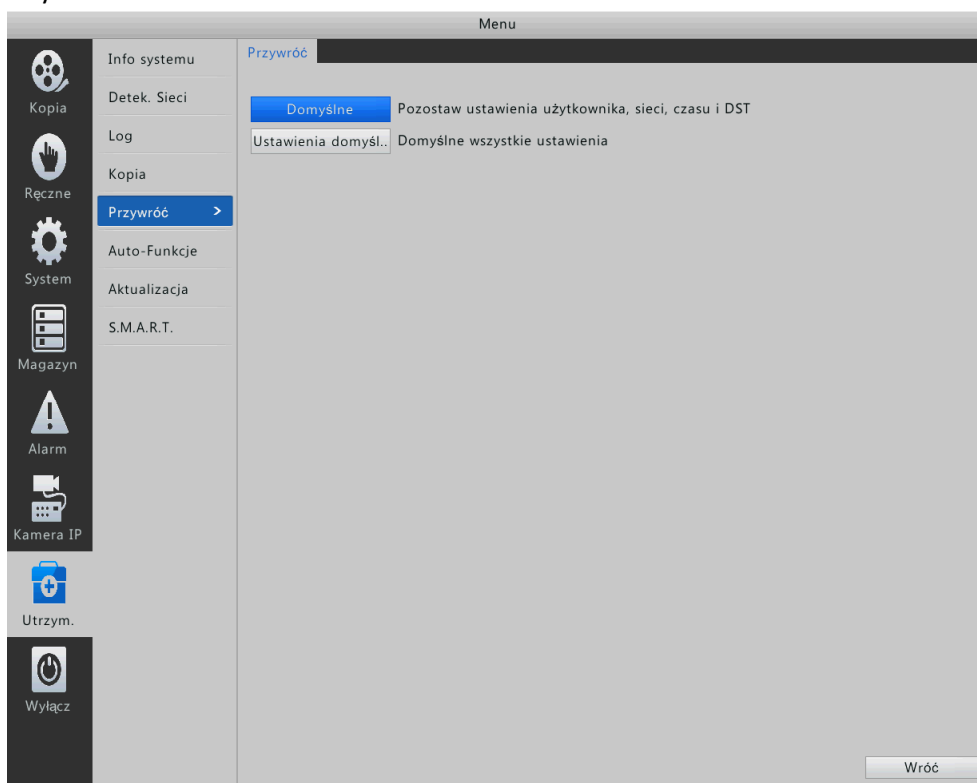 Menu
Kopia
Ręczne
System
Magazyn
Alarm
Kamera IP
Utrzym.
Wyłącz
Info systemu
Detek. Sieci
Log
Kopia
Przywróć >
Auto-Funkcje
Aktualizacja
S.M.A.R.T.
Przywróć
Domyślne Pozostaw ustawienia użytkownika, sieci, czasu i DST
Ustawienia domyśl.. Domyślne wszystkie ustawienia
Wróć